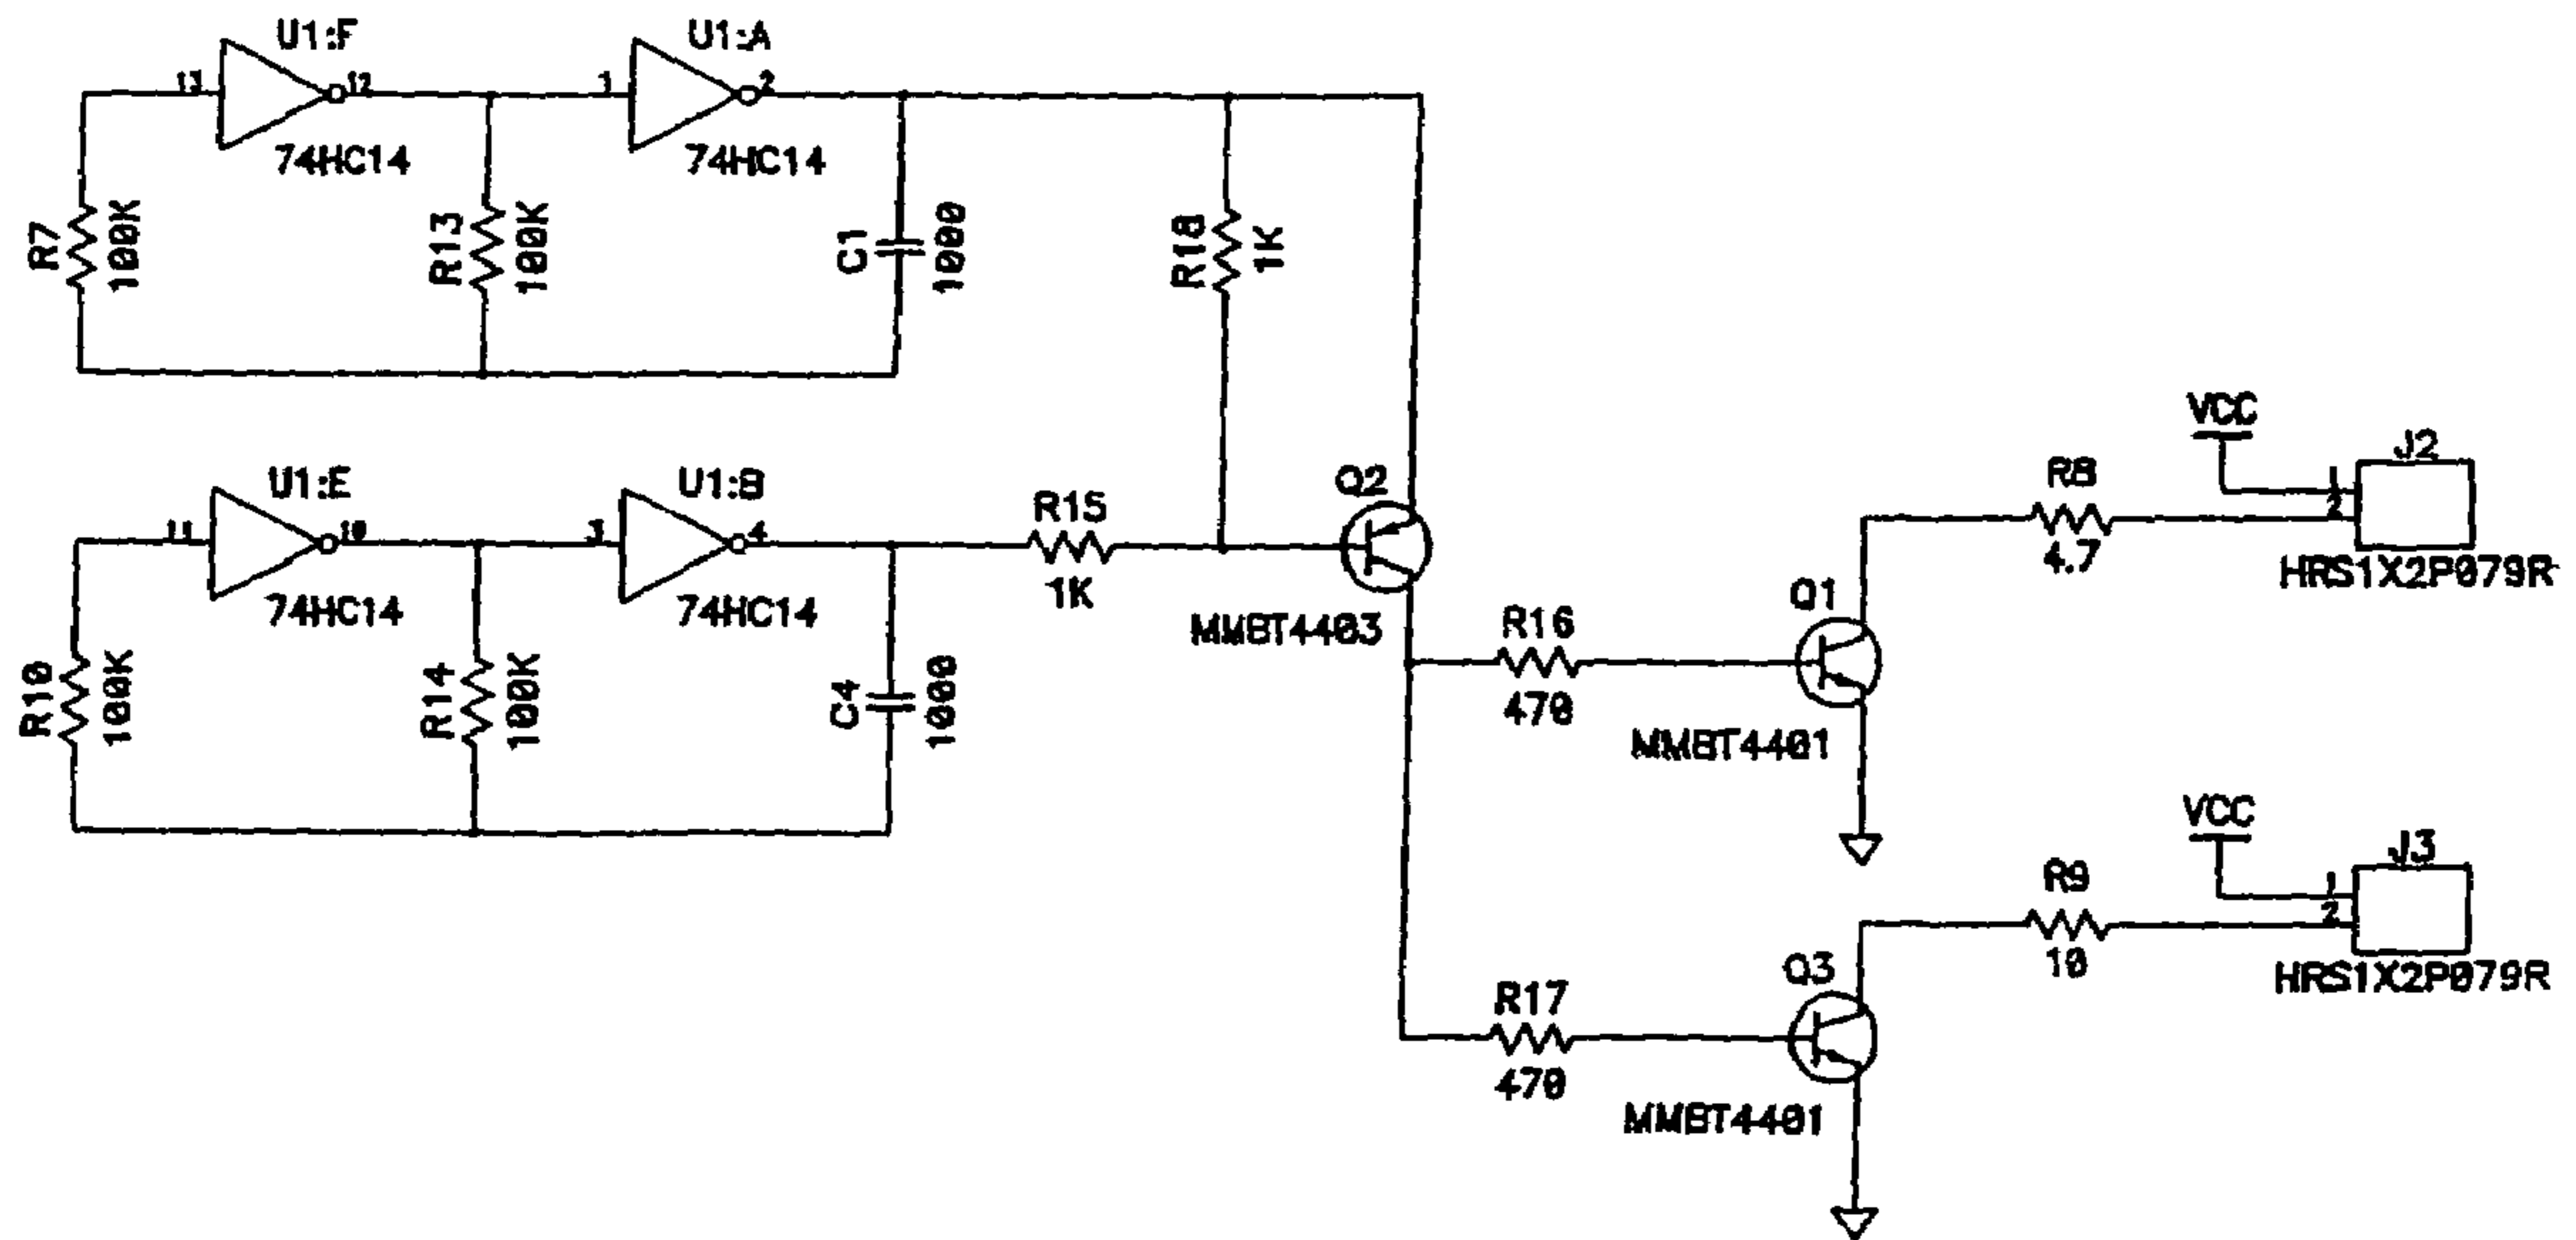 U1:F
13
12
74HC14
U1:A
1
2
74HC14
R7
100K
R13
100K
C1
1000
R18
1K
U1:E
11
10
74HC14
U1:B
3
4
74HC14
R10
100K
R14
100K
C4
1000
R15
1K
Q2
MMBT4403
R16
470
Q1
MMBT4401
VCC
R8
4.7
J2
1
2
HRS1X2P079R
R17
470
Q3
MMBT4401
VCC
R9
10
J3
1
2
HRS1X2P079R